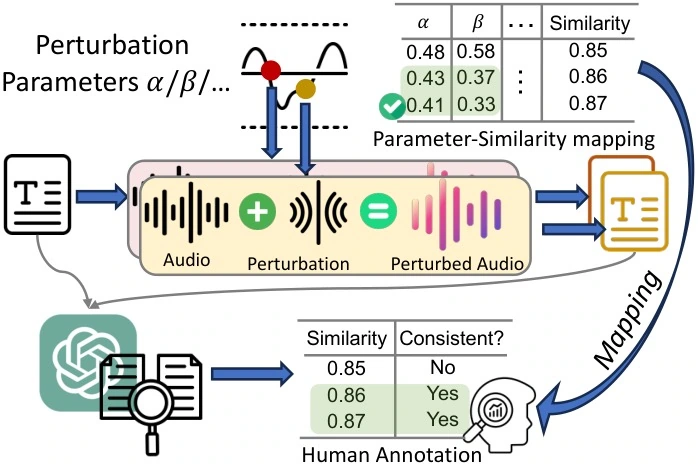 Perturbation
Parameters α/β/...
α β ... Similarity
0.48 0.58 0.85
0.43 0.37 ⋮ 0.86
0.41 0.33 0.87
Parameter-Similarity mapping
T
Audio + Perturbation = Perturbed Audio
T
Mapping
Similarity Consistent?
0.85 No
0.86 Yes
0.87 Yes
Human Annotation